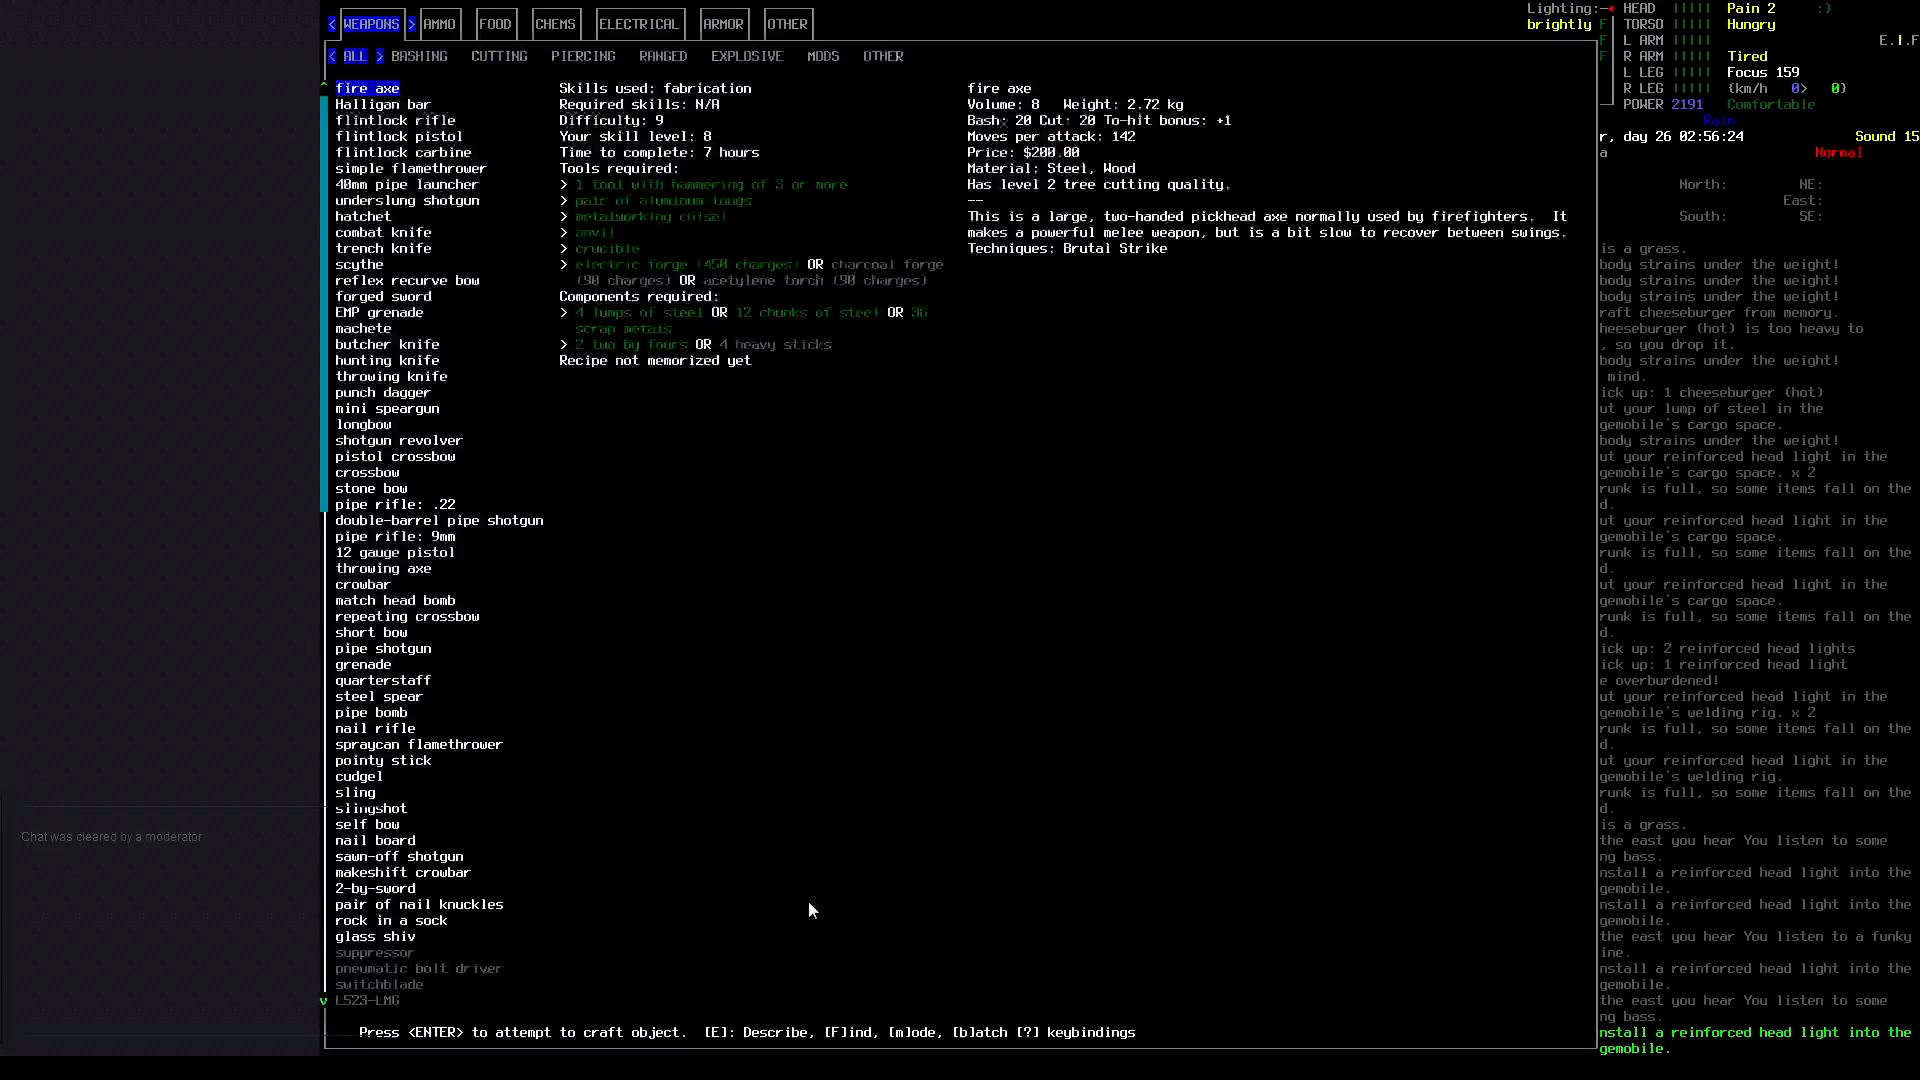 < WEAPONS > AMMO FOOD CHEMS ELECTRICAL ARMOR OTHER
< ALL > BASHING CUTTING PIERCING RANGED EXPLOSIVE MODS OTHER
fire axe
Halligan bar
flintlock rifle
flintlock pistol
flintlock carbine
simple flamethrower
40mm pipe launcher
underslung shotgun
hatchet
combat knife
trench knife
scythe
reflex recurve bow
forged sword
EMP grenade
machete
butcher knife
hunting knife
throwing knife
punch dagger
mini speargun
longbow
shotgun revolver
pistol crossbow
crossbow
stone bow
pipe rifle: .22
double-barrel pipe shotgun
pipe rifle: 9mm
12 gauge pistol
throwing axe
crowbar
match head bomb
repeating crossbow
short bow
pipe shotgun
grenade
quarterstaff
steel spear
pipe bomb
nail rifle
spraycan flamethrower
pointy stick
cudgel
sling
slingshot
self bow
nail board
sawn-off shotgun
makeshift crowbar
2-by-sword
pair of nail knuckles
rock in a sock
glass shiv
suppressor
pneumatic bolt driver
switchblade
v L523-LMG
Skills used: fabrication
Required skills: N/A
Difficulty: 9
Your skill level: 8
Time to complete: 7 hours
Tools required:
> 1 tool with hammering of 3 or more
> pair of aluminum tongs
> metalworking chisel
> anvil
> crucible
> electric forge (450 charges) OR charcoal forge
(90 charges) OR acetylene torch (90 charges)
Components required:
> 4 lumps of steel OR 12 chunks of steel OR 36
scrap metals
> 2 two by fours OR 4 heavy sticks
Recipe not memorized yet
fire axe
Volume: 8 Weight: 2.72 kg
Bash: 20 Cut: 20 To-hit bonus: +1
Moves per attack: 142
Price: $200.00
Material: Steel, Wood
Has level 2 tree cutting quality.
--
This is a large, two-handed pickhead axe normally used by firefighters. It
makes a powerful melee weapon, but is a bit slow to recover between swings.
Techniques: Brutal Strike
Press <ENTER> to attempt to craft object. [E]: Describe, [F]ind, [m]ode, [b]atch [?] keybindings
Chat was cleared by a moderator
Lighting:
brightly
HEAD ||||| Pain 2 :)
TORSO ||||| Hungry
L ARM ||||| E.I.F
R ARM ||||| Tired
L LEG ||||| Focus 159
R LEG ||||| {km/h 0> 0}
POWER 2191 Comfortable
Rain
r, day 26 02:56:24 Sound 15
a Normal
North: NE:
East:
South: SE:
is a grass.
body strains under the weight!
body strains under the weight!
body strains under the weight!
raft cheeseburger from memory.
heeseburger (hot) is too heavy to
, so you drop it.
body strains under the weight!
mind.
ick up: 1 cheeseburger (hot)
ut your lump of steel in the
gemobile's cargo space.
body strains under the weight!
ut your reinforced head light in the
gemobile's cargo space. x 2
runk is full, so some items fall on the
d.
ut your reinforced head light in the
gemobile's cargo space.
runk is full, so some items fall on the
d.
ut your reinforced head light in the
gemobile's cargo space.
runk is full, so some items fall on the
d.
ick up: 2 reinforced head lights
ick up: 1 reinforced head light
e overburdened!
ut your reinforced head light in the
gemobile's welding rig. x 2
runk is full, so some items fall on the
d.
ut your reinforced head light in the
gemobile's welding rig.
runk is full, so some items fall on the
d.
is a grass.
the east you hear You listen to some
ng bass.
nstall a reinforced head light into the
gemobile.
nstall a reinforced head light into the
gemobile.
the east you hear You listen to a funky
ine.
nstall a reinforced head light into the
gemobile.
the east you hear You listen to some
ng bass.
nstall a reinforced head light into the
gemobile.